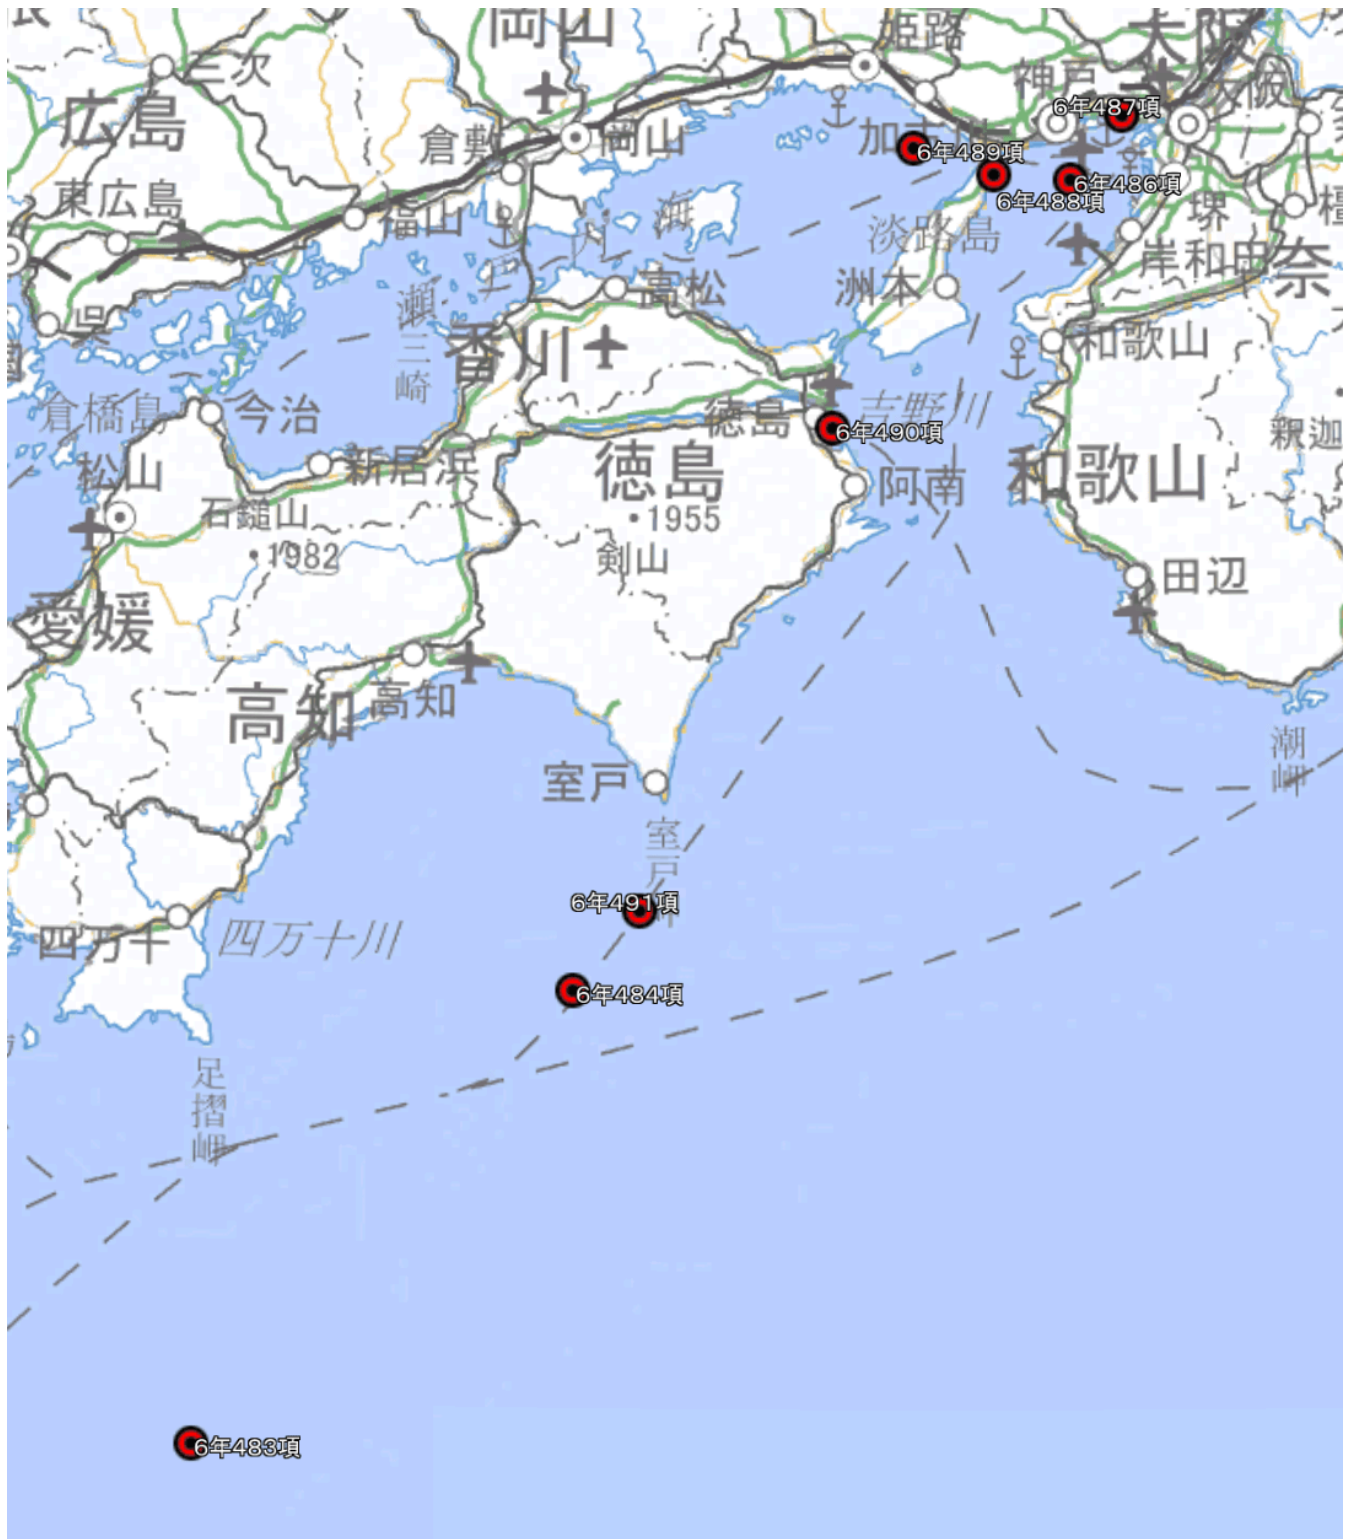 岡山
姫路
大阪
三次
神戸
大阪
6年487項
広島
倉敷
岡山
加古川
6年489項
東広島
6年486項
6年488項
福山
海
内
戸
瀬
淡路島
堺
岸和田
奈
呉
高松
洲本
三崎
香川
和歌山
倉橋島
今治
徳島
吉野川
6年490項
釈迦
松山
新居浜
徳島
阿南
和歌山
石鎚山
1955
1982
剣山
田辺
愛媛
高知
高知
潮岬
室戸
室戸岬
6年491項
四万十
四万十川
6年484項
足摺岬
6年483項